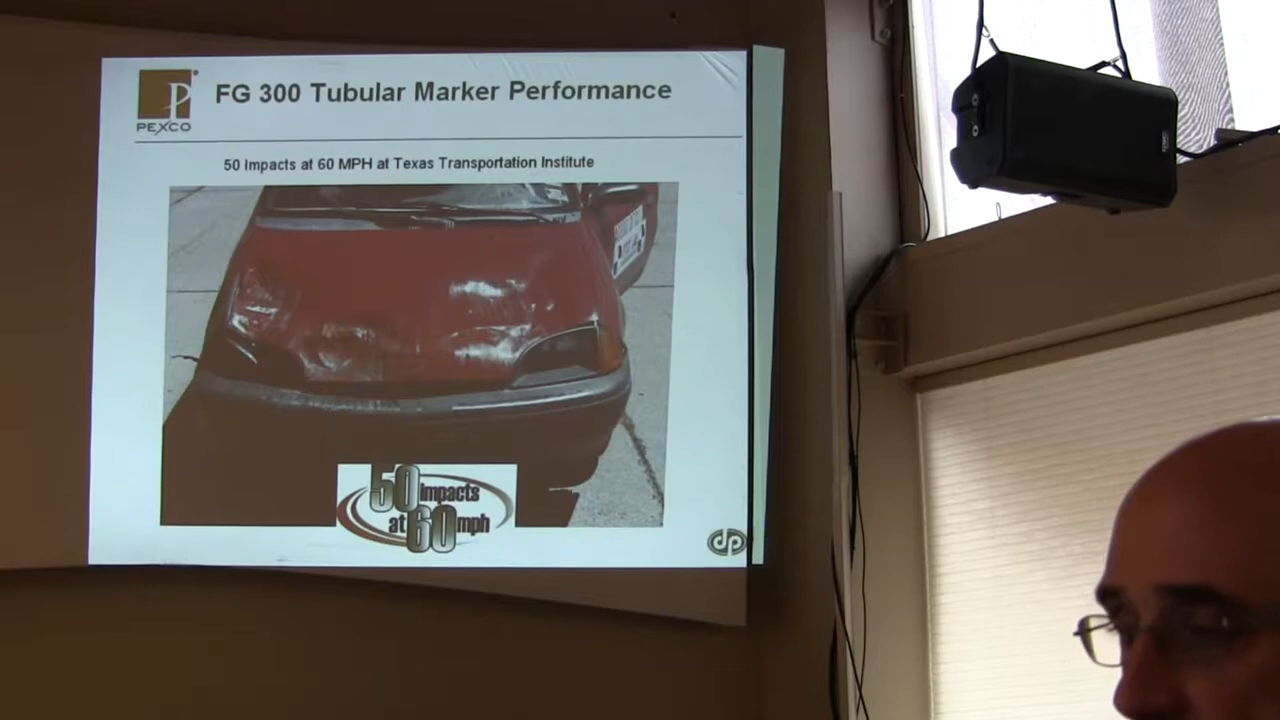 PEXCO
FG 300 Tubular Marker Performance
50 Impacts at 60 MPH at Texas Transportation Institute
50 impacts
at 60 mph
dp